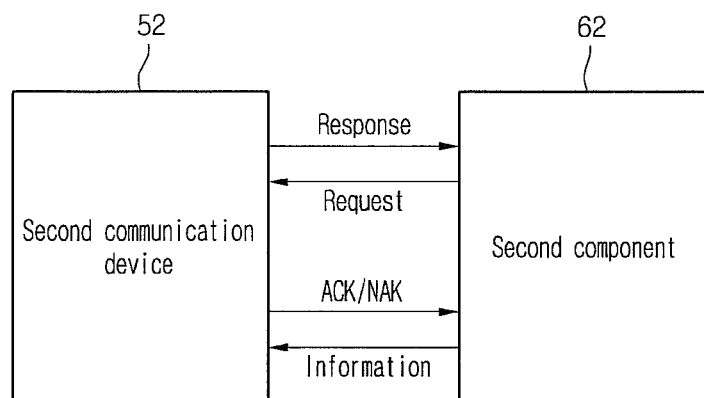 52
62
Response
Request
Second communication
device
Second component
ACK/NAK
Information